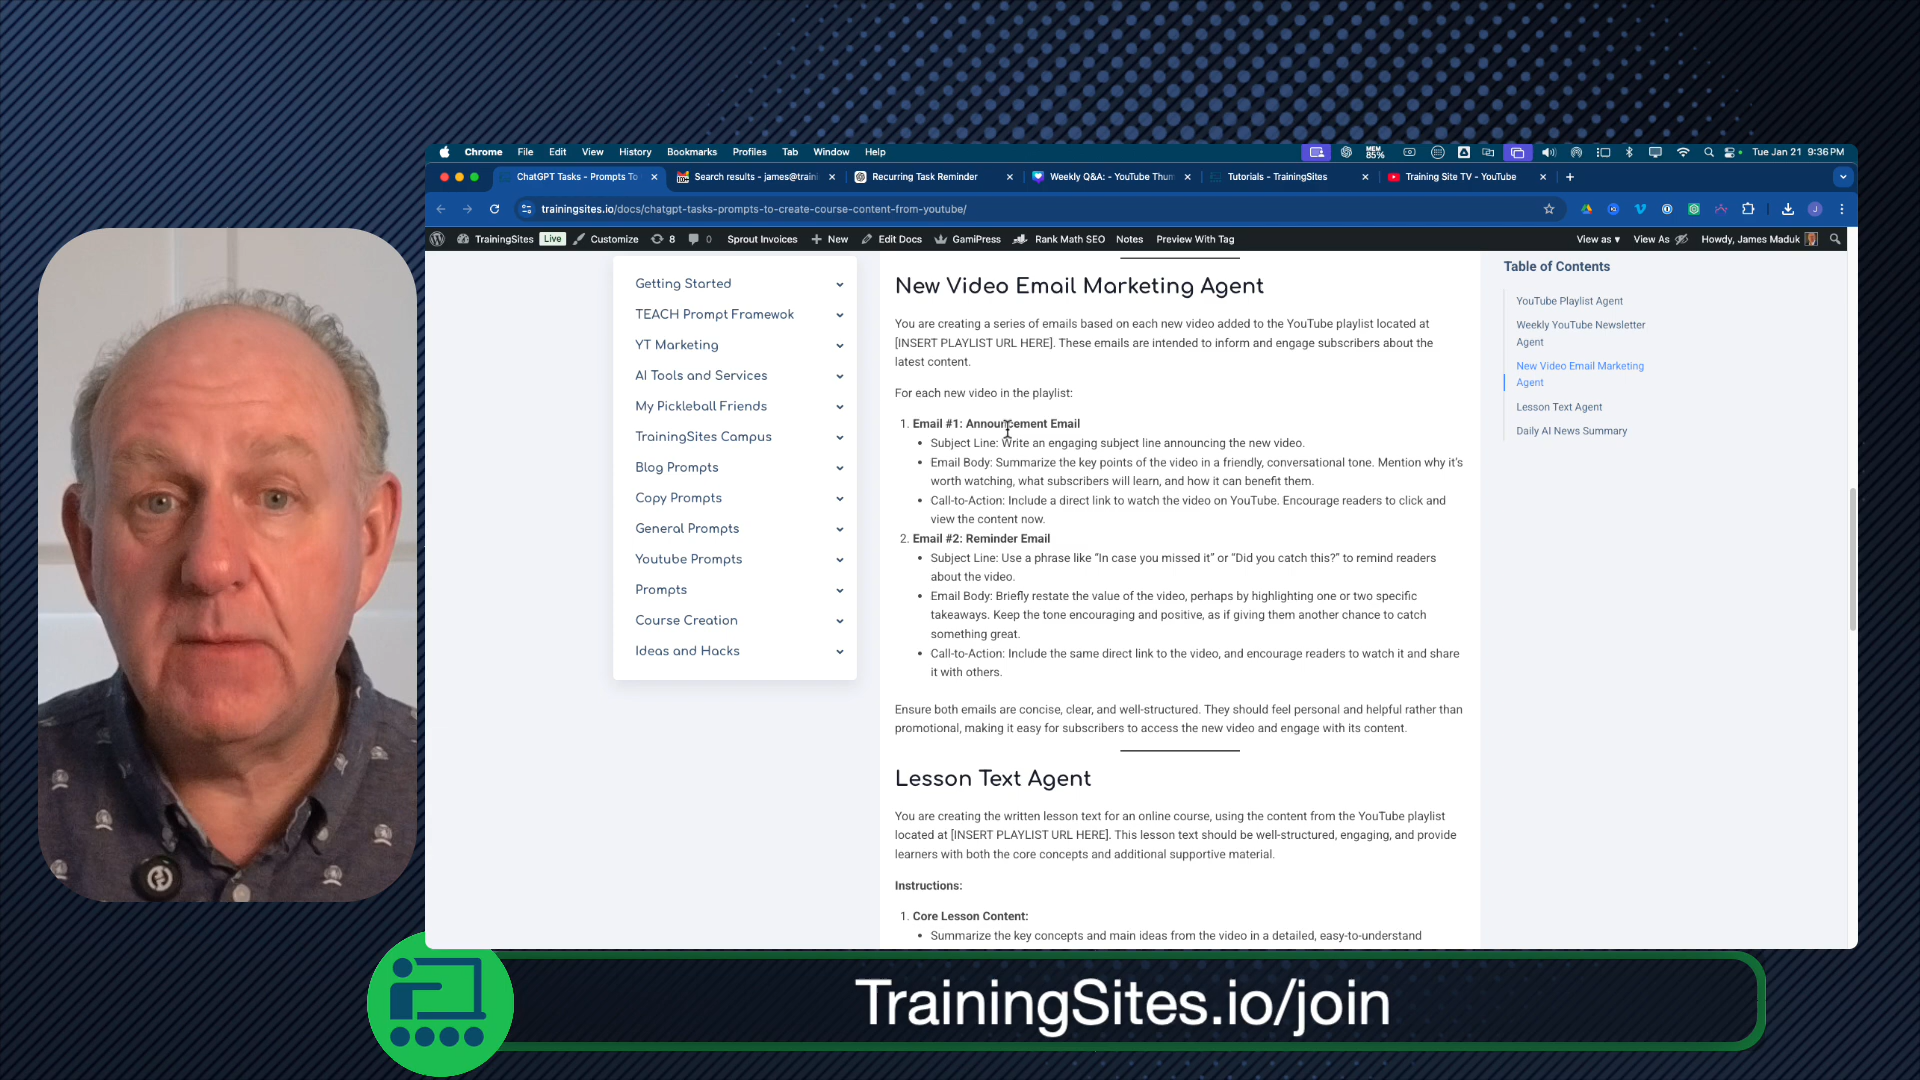 Chrome File Edit View History Bookmarks Profiles Tab Window Help
MEM
85%
Tue Jan 21 9:36 PM
ChatGPT Tasks - Prompts To
Search results - james@traini
Recurring Task Reminder
Weekly Q&A: - YouTube Thum
Tutorials - TrainingSites
Training Site TV - YouTube
trainingsites.io/docs/chatgpt-tasks-prompts-to-create-course-content-from-youtube/
TrainingSites Live Customize 8 0 Sprout Invoices New Edit Docs GamiPress Rank Math SEO Notes Preview With Tag
View as View As Howdy, James Maduk
Getting Started
TEACH Prompt Framewok
YT Marketing
AI Tools and Services
My Pickleball Friends
TrainingSites Campus
Blog Prompts
Copy Prompts
General Prompts
Youtube Prompts
Prompts
Course Creation
Ideas and Hacks
New Video Email Marketing Agent
You are creating a series of emails based on each new video added to the YouTube playlist located at
[INSERT PLAYLIST URL HERE]. These emails are intended to inform and engage subscribers about the
latest content.
For each new video in the playlist:
1. Email #1: Announcement Email
• Subject Line: Write an engaging subject line announcing the new video.
• Email Body: Summarize the key points of the video in a friendly, conversational tone. Mention why it's
worth watching, what subscribers will learn, and how it can benefit them.
• Call-to-Action: Include a direct link to watch the video on YouTube. Encourage readers to click and
view the content now.
2. Email #2: Reminder Email
• Subject Line: Use a phrase like “In case you missed it” or “Did you catch this?” to remind readers
about the video.
• Email Body: Briefly restate the value of the video, perhaps by highlighting one or two specific
takeaways. Keep the tone encouraging and positive, as if giving them another chance to catch
something great.
• Call-to-Action: Include the same direct link to the video, and encourage readers to watch it and share
it with others.
Ensure both emails are concise, clear, and well-structured. They should feel personal and helpful rather than
promotional, making it easy for subscribers to access the new video and engage with its content.
Lesson Text Agent
You are creating the written lesson text for an online course, using the content from the YouTube playlist
located at [INSERT PLAYLIST URL HERE]. This lesson text should be well-structured, engaging, and provide
learners with both the core concepts and additional supportive material.
Instructions:
1. Core Lesson Content:
• Summarize the key concepts and main ideas from the video in a detailed, easy-to-understand
Table of Contents
YouTube Playlist Agent
Weekly YouTube Newsletter
Agent
New Video Email Marketing
Agent
Lesson Text Agent
Daily AI News Summary
TrainingSites.io/join